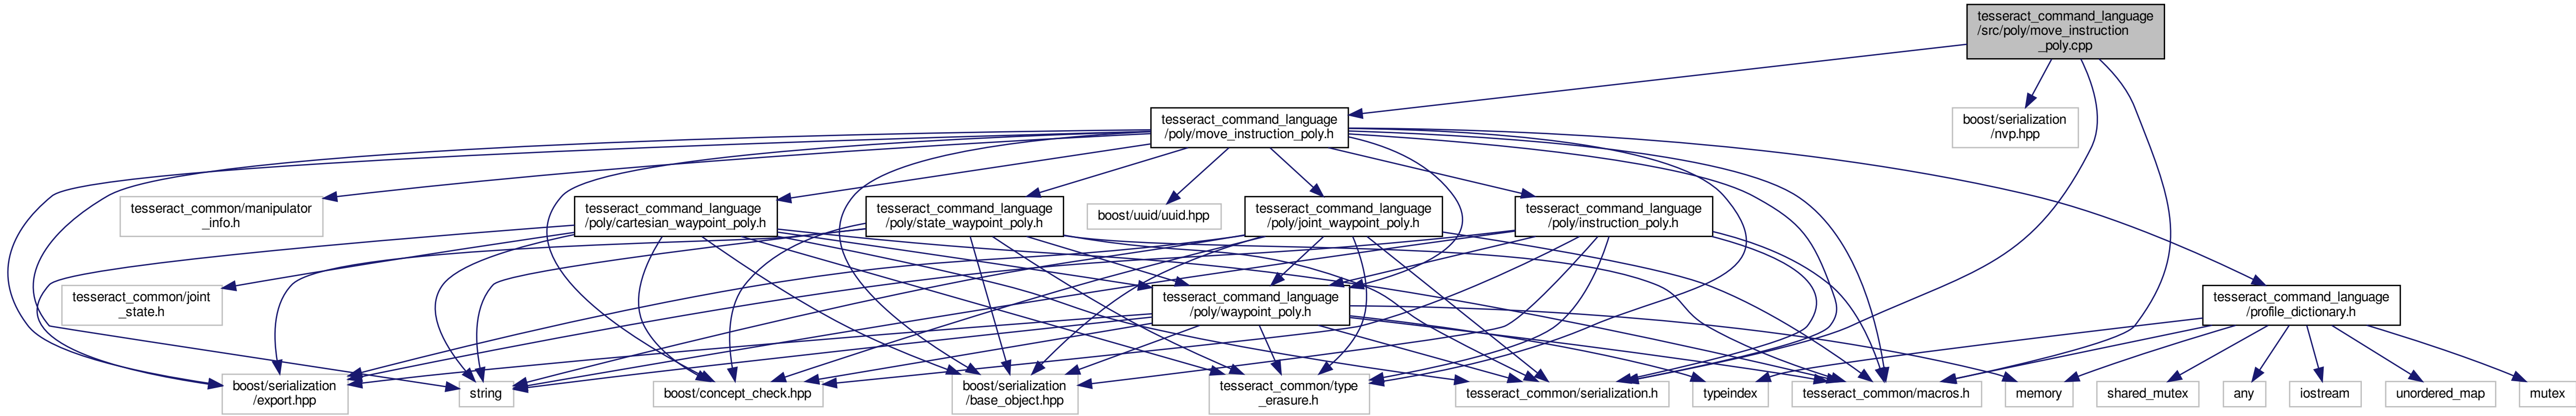 tesseract_command_language
/src/poly/move_instruction
_poly.cpp
tesseract_command_language
/poly/move_instruction_poly.h
boost/serialization
/nvp.hpp
tesseract_common/manipulator
_info.h
tesseract_command_language
/poly/cartesian_waypoint_poly.h
tesseract_command_language
/poly/state_waypoint_poly.h
boost/uuid/uuid.hpp
tesseract_command_language
/poly/joint_waypoint_poly.h
tesseract_command_language
/poly/instruction_poly.h
tesseract_common/joint
_state.h
tesseract_command_language
/poly/waypoint_poly.h
tesseract_command_language
/profile_dictionary.h
boost/serialization
/export.hpp
string
boost/concept_check.hpp
boost/serialization
/base_object.hpp
tesseract_common/type
_erasure.h
tesseract_common/serialization.h
typeindex
tesseract_common/macros.h
memory
shared_mutex
any
iostream
unordered_map
mutex